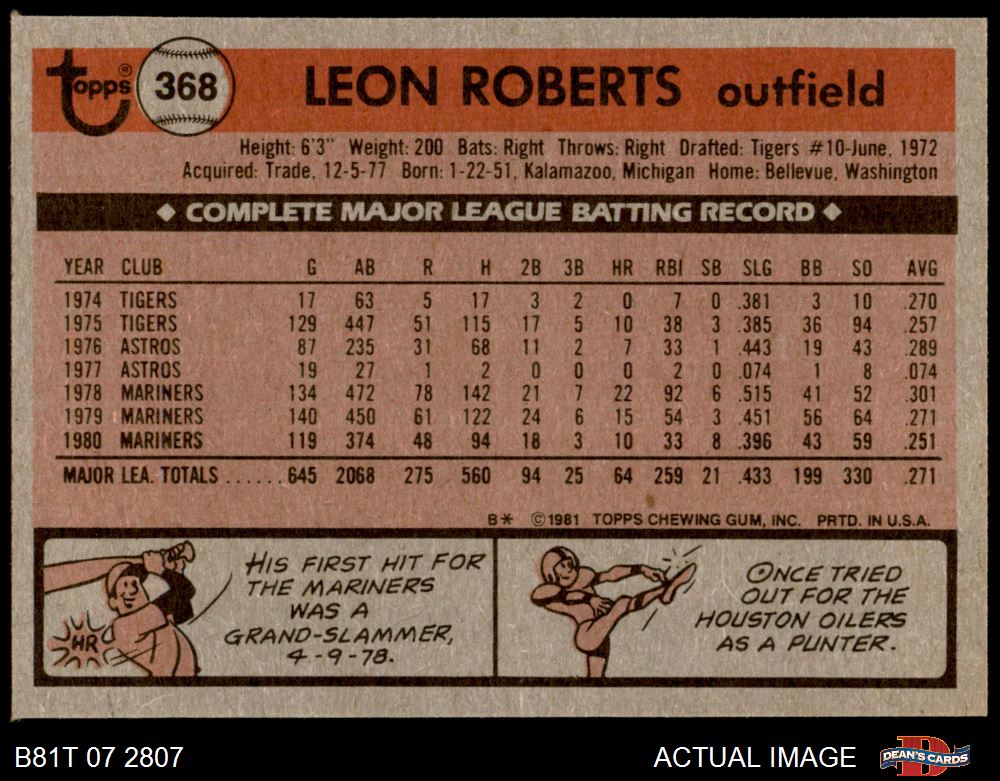 topps® 368 LEON ROBERTS outfield
Height: 6'3" Weight: 200 Bats: Right Throws: Right Drafted: Tigers #10-June, 1972
Acquired: Trade, 12-5-77 Born: 1-22-51, Kalamazoo, Michigan Home: Bellevue, Washington
◆ COMPLETE MAJOR LEAGUE BATTING RECORD ◆
YEAR CLUB G AB R H 2B 3B HR RBI SB SLG BB SO AVG
1974 TIGERS 17 63 5 17 3 2 0 7 0 .381 3 10 .270
1975 TIGERS 129 447 51 115 17 5 10 38 3 .385 36 94 .257
1976 ASTROS 87 235 31 68 11 2 7 33 1 .443 19 43 .289
1977 ASTROS 19 27 1 2 0 0 0 2 0 .074 1 8 .074
1978 MARINERS 134 472 78 142 21 7 22 92 6 .515 41 52 .301
1979 MARINERS 140 450 61 122 24 6 15 54 3 .451 56 64 .271
1980 MARINERS 119 374 48 94 18 3 10 33 8 .396 43 59 .251
MAJOR LEA. TOTALS ......645 2068 275 560 94 25 64 259 21 .433 199 330 .271
B* ©1981 TOPPS CHEWING GUM, INC. PRTD. IN U.S.A.
HIS FIRST HIT FOR
THE MARINERS
WAS A
GRAND-SLAMMER,
4-9-78.
HR
ONCE TRIED
OUT FOR THE
HOUSTON OILERS
AS A PUNTER.
B81T 07 2807 ACTUAL IMAGE DEAN'S CARDS